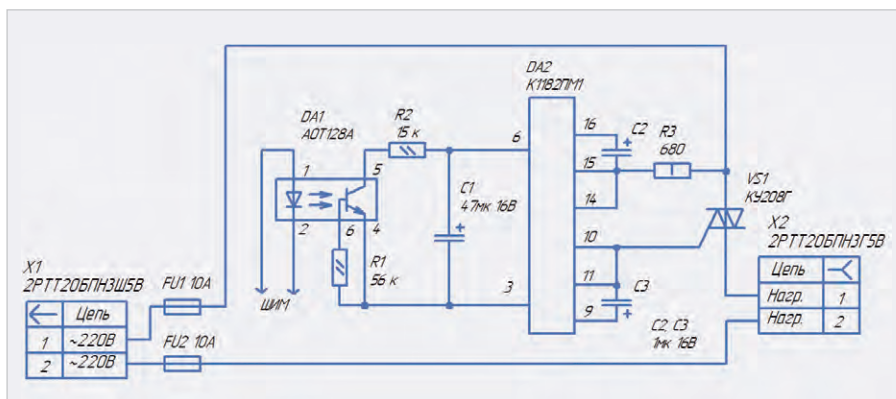 DA2
К1182ПМ1
DA1
АОТ128А
R2
15 к
16
C2
+
R3
680
6
15
1
5
C1
47мк 16В
+
14
VS1
КУ208Г
2
6
4
10
X2
2РТТ20БПН3Г5В
X1
2РТТ20БПН3Ш5В
FU1 10А
R1
56 к
3
11
C3
Цепь
Нагр.
1
Нагр.
2
ШИМ
9
+
C2, C3
1мк 16В
Цепь
1
~220В
2
~220В
FU2 10А